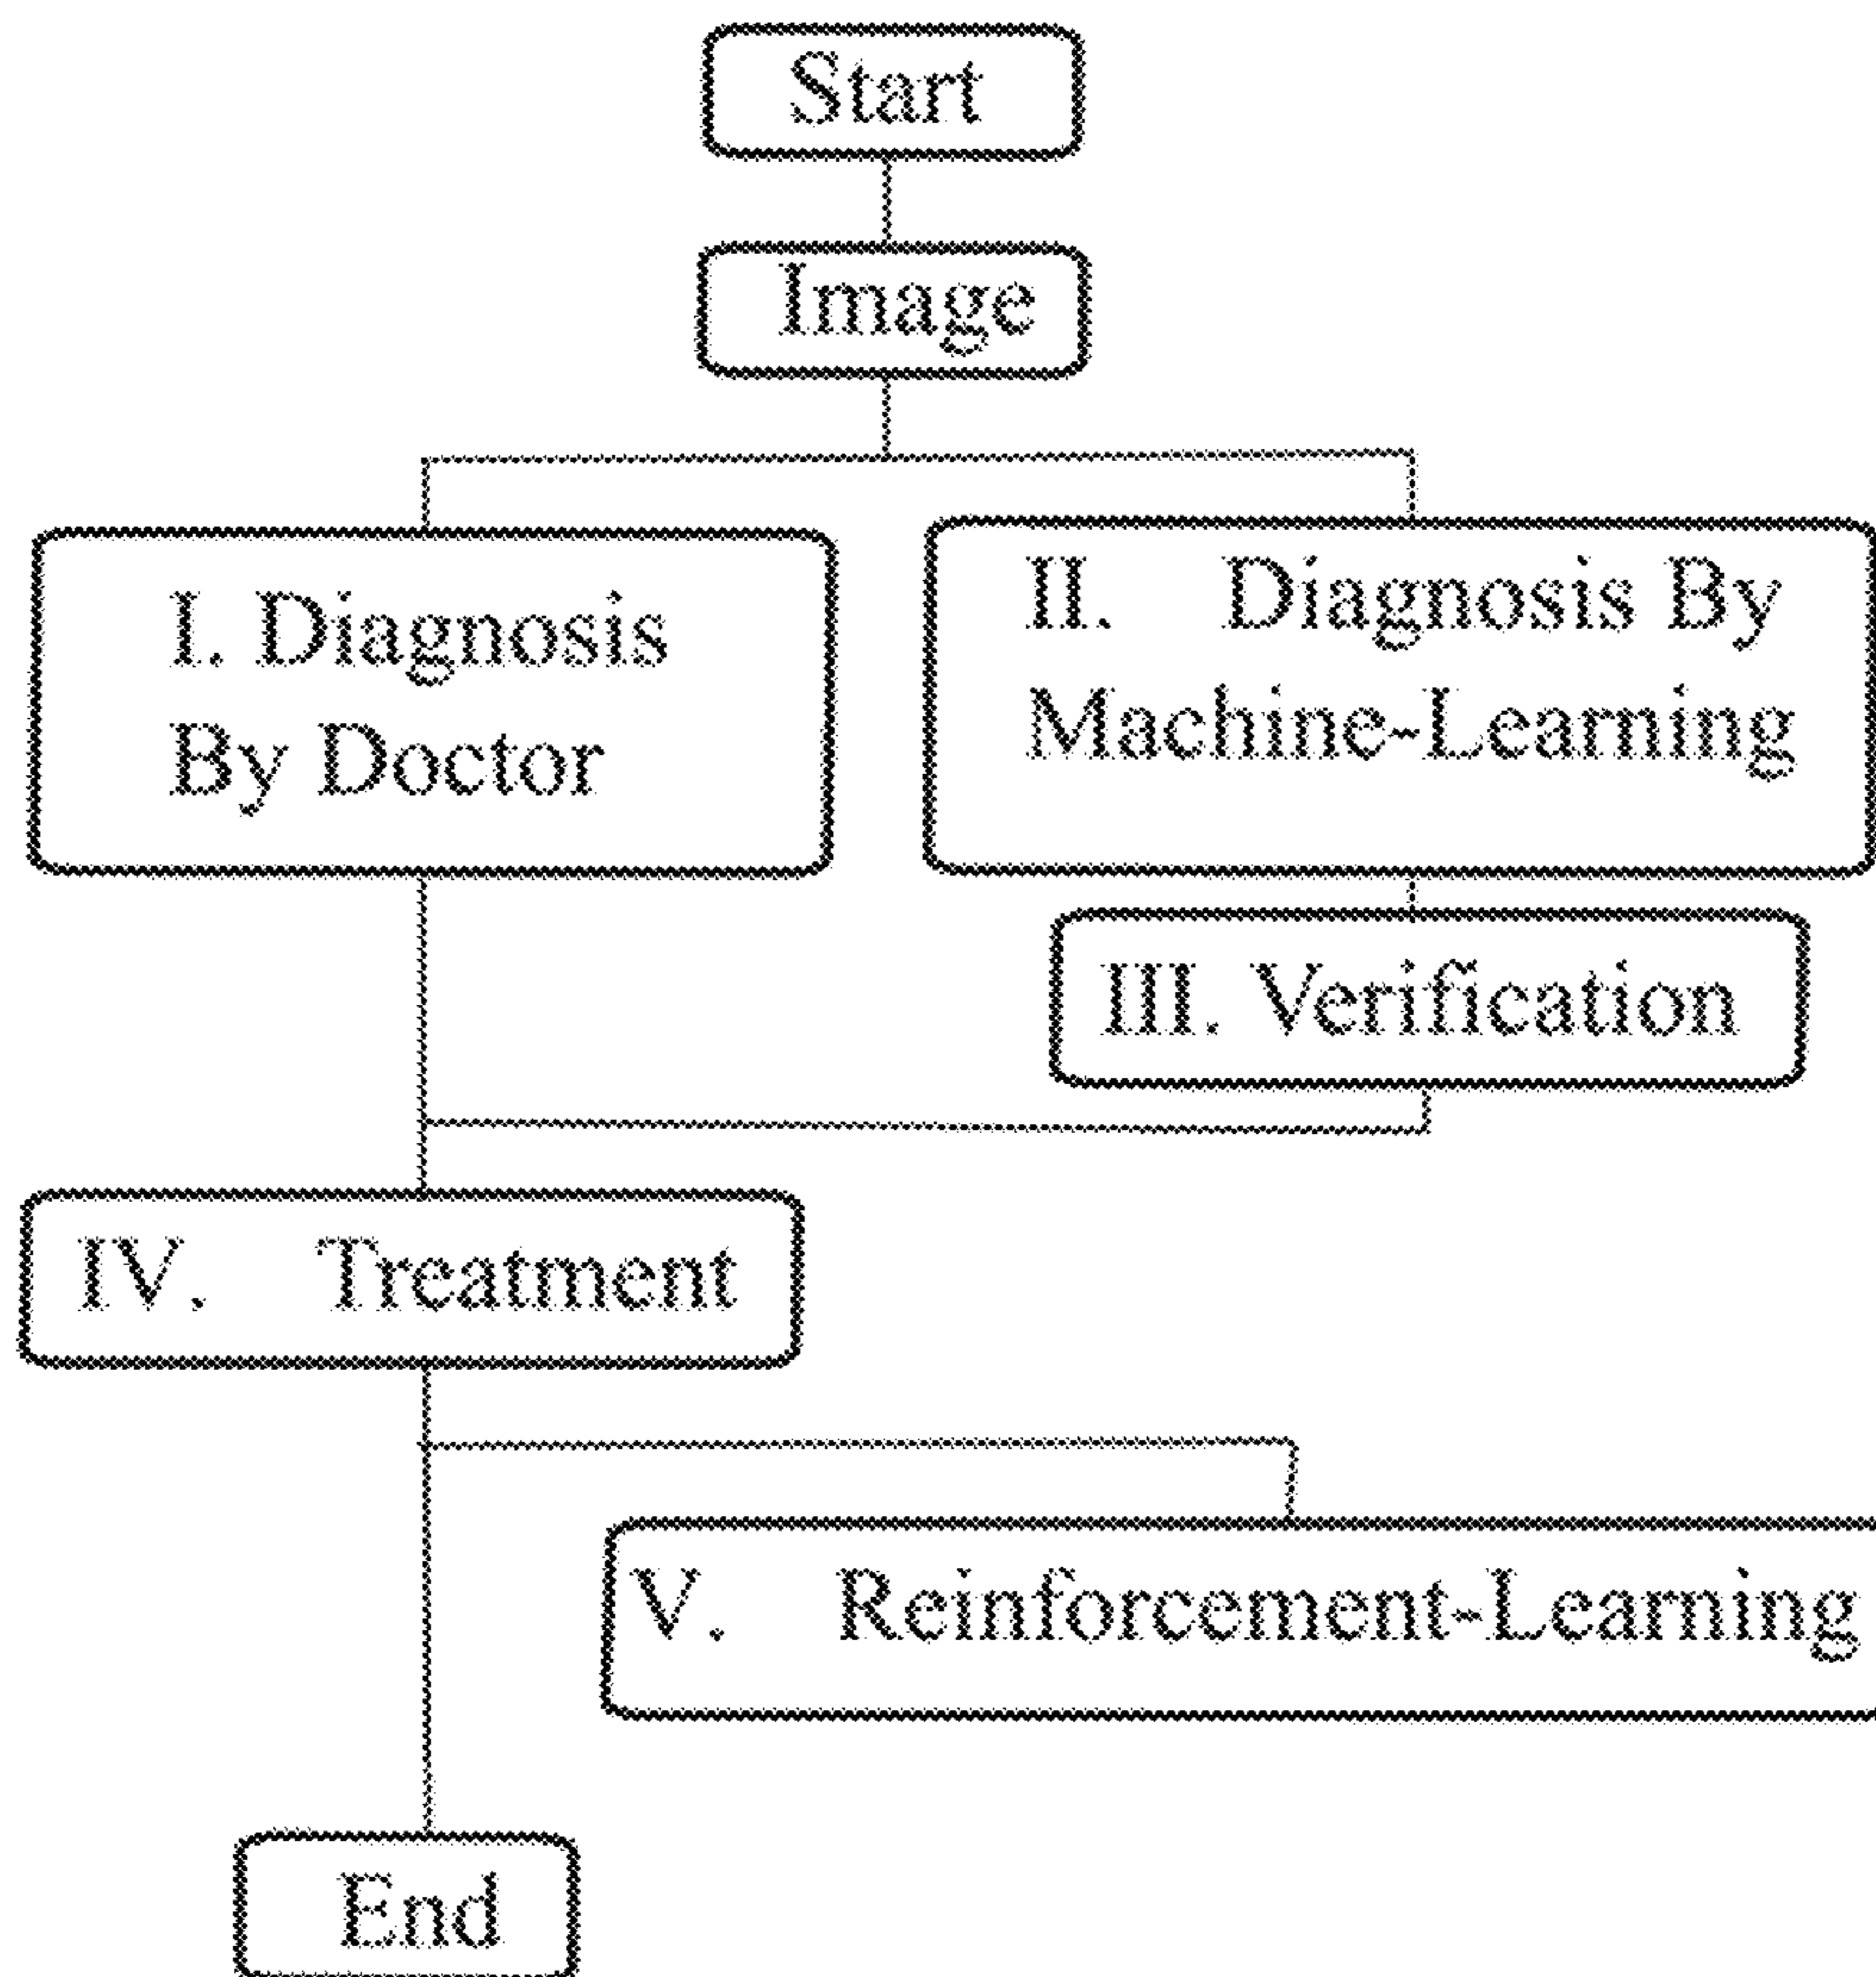 Start
Image
I. Diagnosis
By Doctor
II. Diagnosis By
Machine-Learning
III. Verification
IV. Treatment
V. Reinforcement-Learning
End